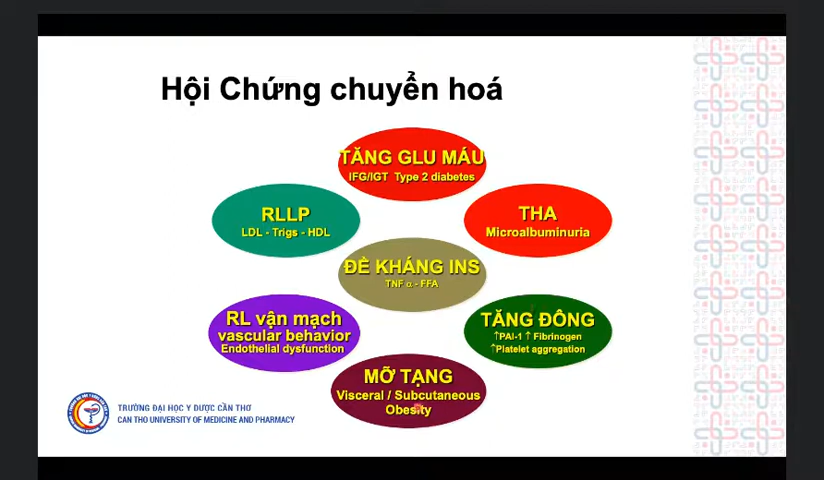 Hội Chứng chuyển hoá
TĂNG GLU MÁU
IFG/IGT Type 2 diabetes
RLLP
LDL - Trigs - HDL
THA
Microalbuminuria
ĐỀ KHÁNG INS
TNF α - FFA
RL vận mạch
vascular behavior
Endothelial dysfunction
TĂNG ĐÔNG
↑PAI-1 ↑ Fibrinogen
↑Platelet aggregation
MỠ TẠNG
Visceral / Subcutaneous
Obesity
TRƯỜNG ĐẠI HỌC Y DƯỢC CẦN THƠ
CAN THO UNIVERSITY OF MEDICINE AND PHARMACY